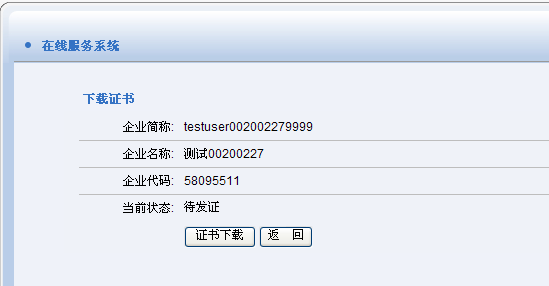 在线服务系统
下载证书
企业简称: testuser002002279999
企业名称: 测试00200227
企业代码: 58095511
当前状态: 待发证
证书下载 返 回